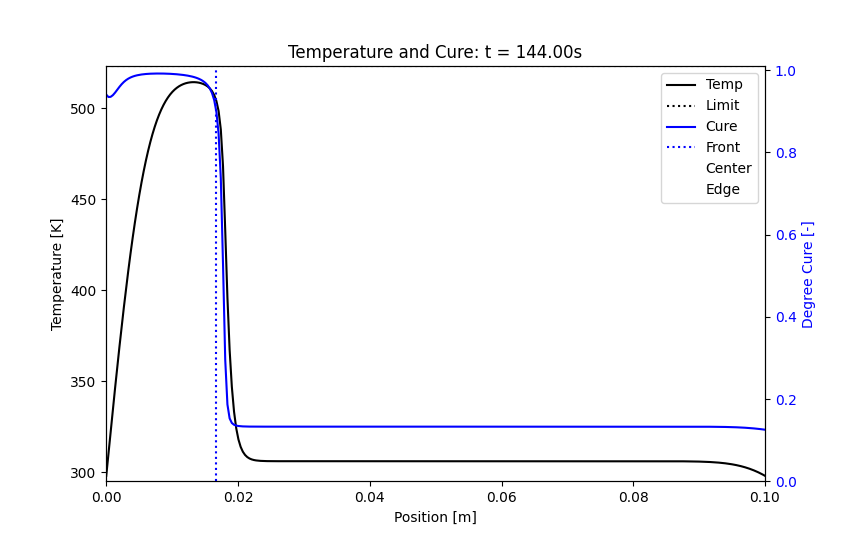 Temperature and Cure: t = 144.00s
Temp
Limit
Cure
Front
Center
Edge
500
450
400
350
300
Temperature [K]
1.0
0.8
0.6
0.4
0.2
0.0
Degree Cure [-]
0.00 0.02 0.04 0.06 0.08 0.10
Position [m]